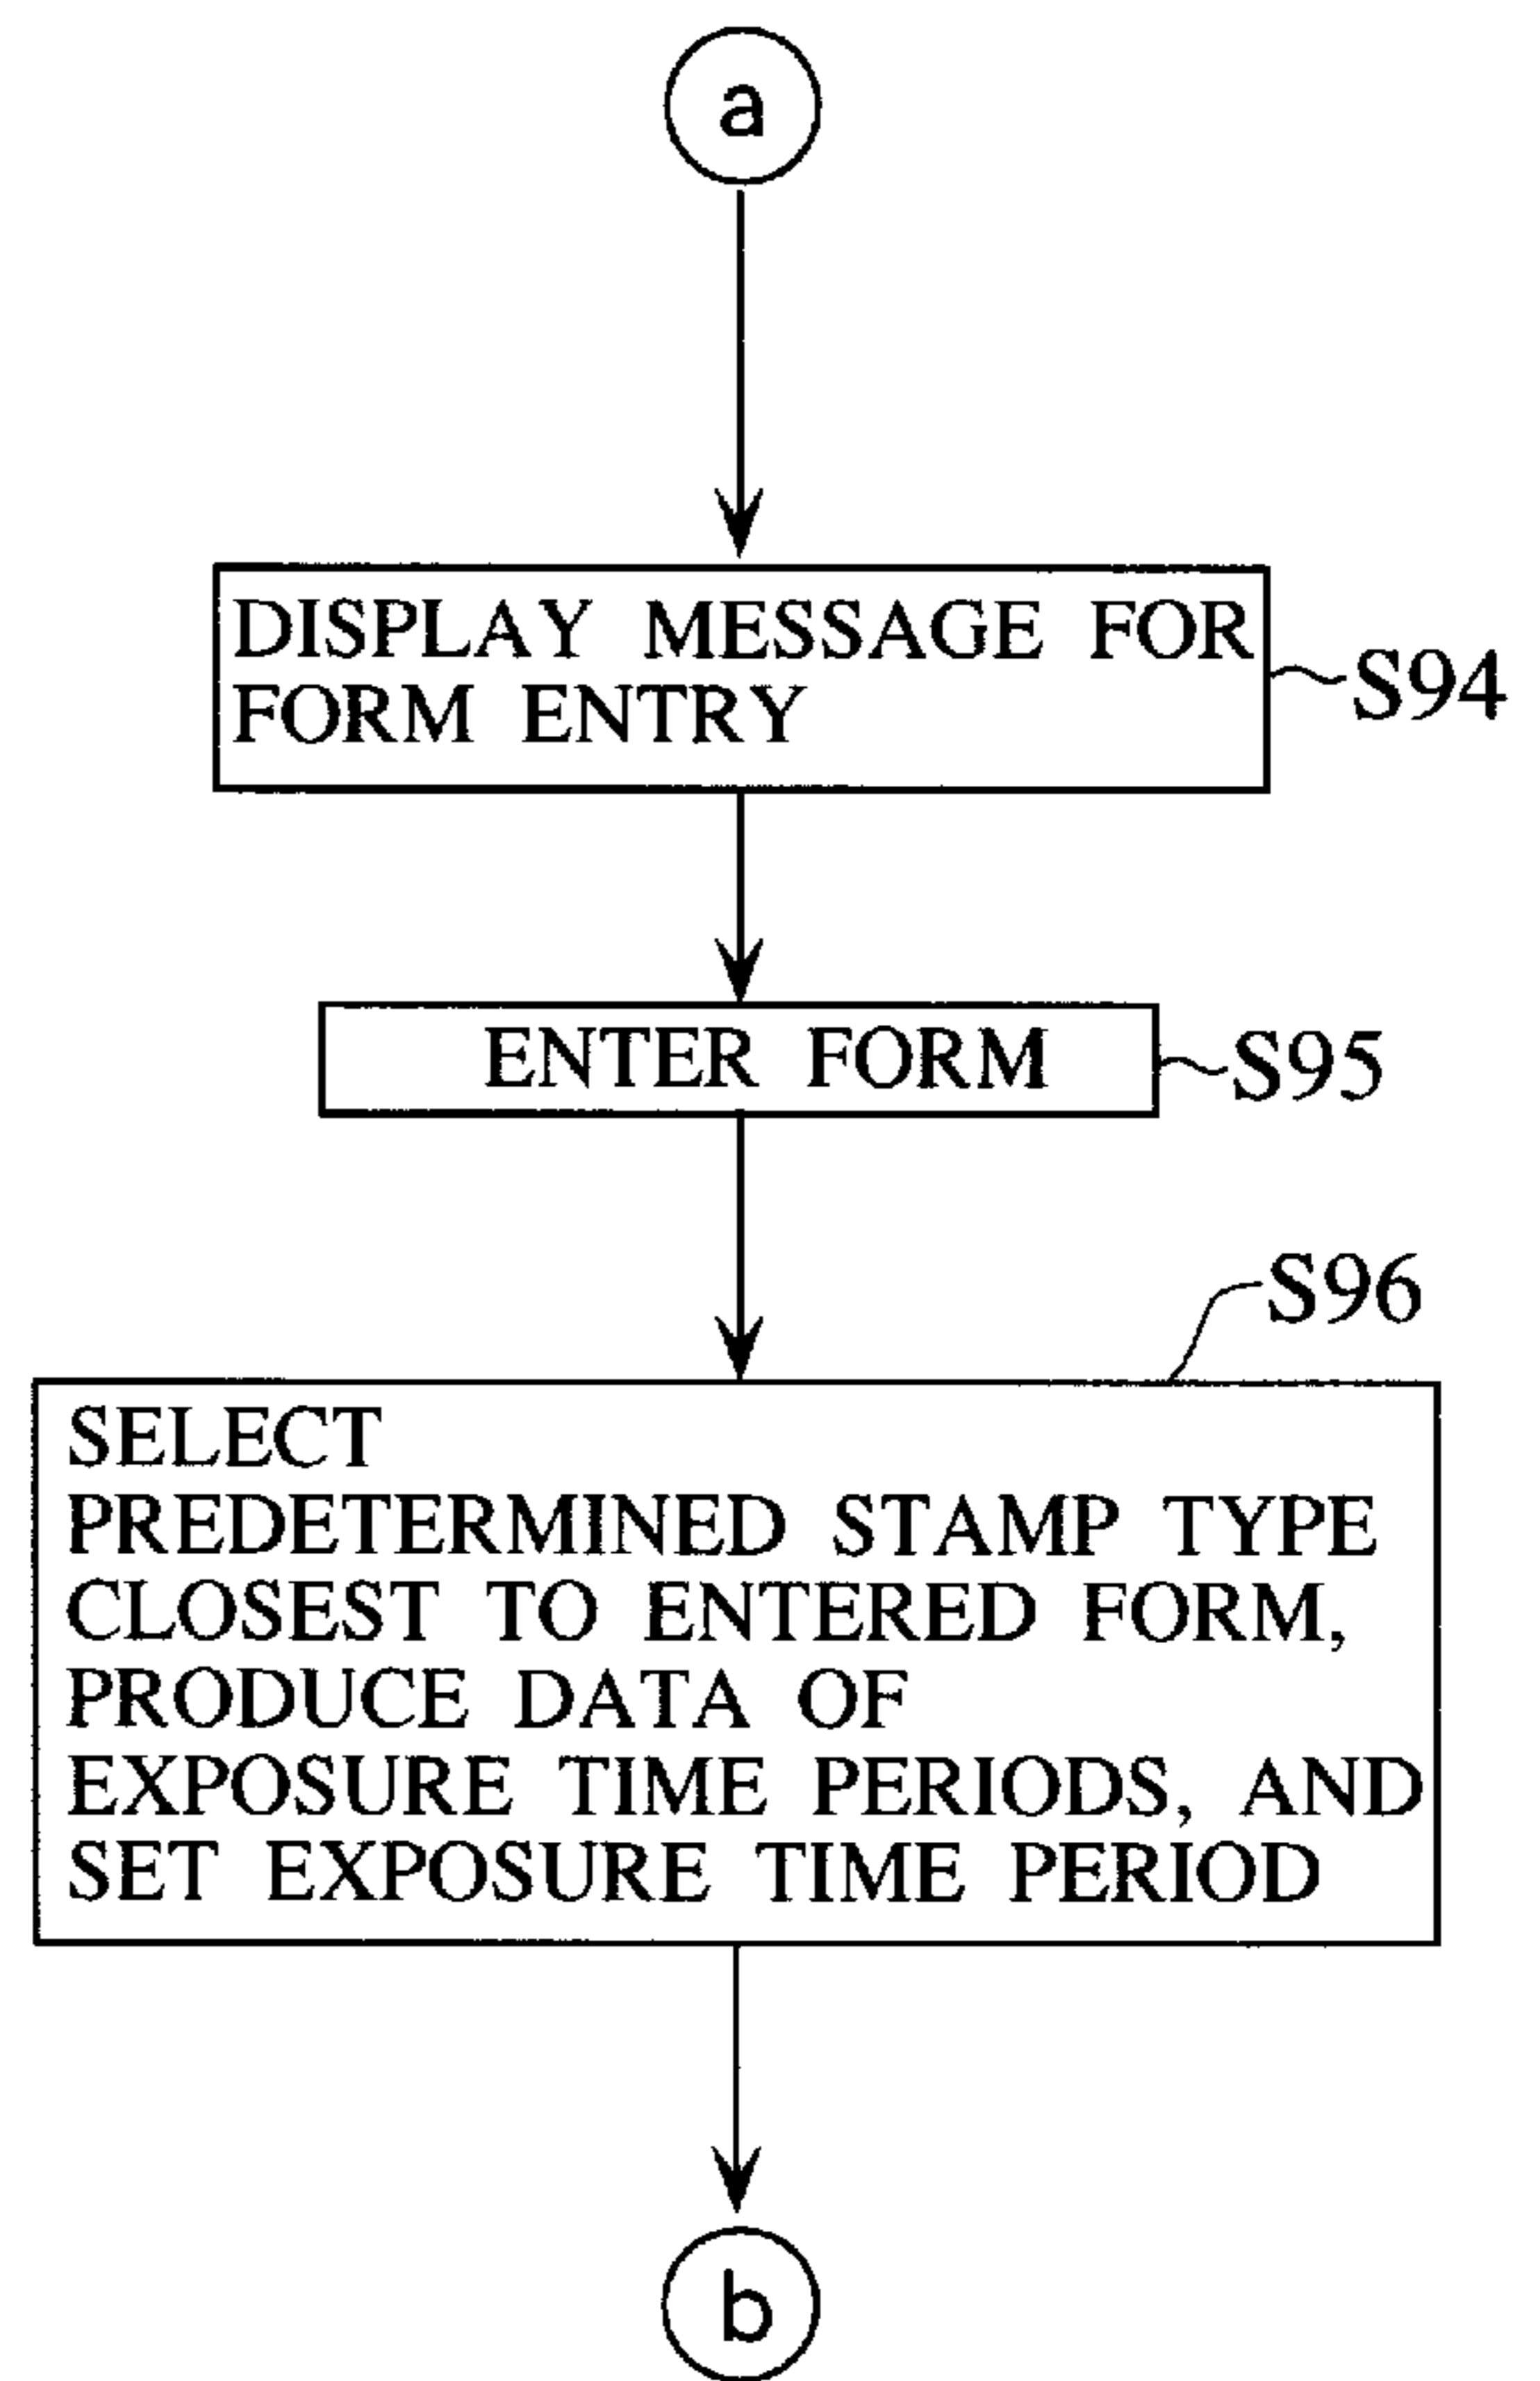 a
DISPLAY MESSAGE FOR
FORM ENTRY
S94
ENTER FORM
S95
S96
SELECT
PREDETERMINED STAMP TYPE
CLOSEST TO ENTERED FORM,
PRODUCE DATA OF
EXPOSURE TIME PERIODS, AND
SET EXPOSURE TIME PERIOD
b